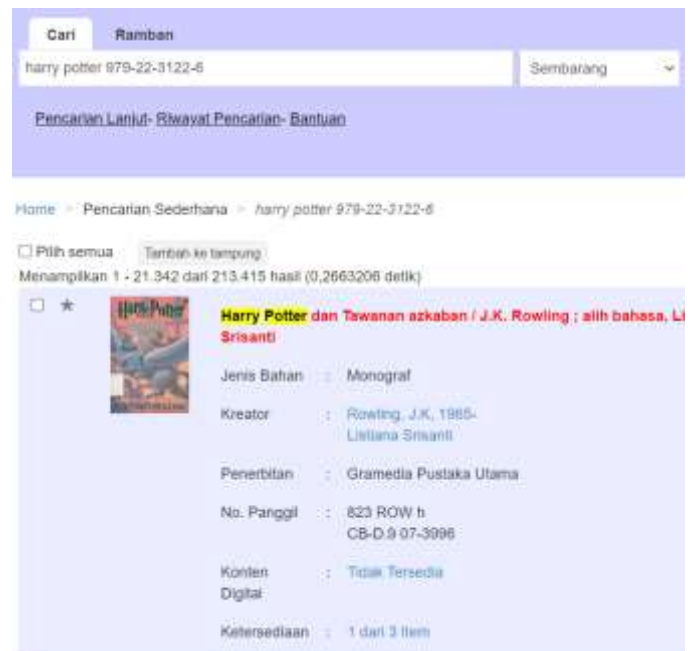 Cari Ramban
harry potter 979-22-3122-6 Sembarang
Pencarian Lanjut- Riwayat Pencarian- Bantuan
Home > Pencarian Sederhana > harry potter 979-22-3122-6
Pilih semua Tambah ke tampung
Menampilkan 1 - 21.342 dari 213.415 hasil (0,2663206 detik)
Harry Potter
Harry Potter dan Tawanan azkaban / J.K. Rowling ; alih bahasa, Li
Srisanti
Jenis Bahan : Monograf
Kreator : Rowling, J.K, 1965-
Listiana Srisanti
Penerbitan : Gramedia Pustaka Utama
No. Panggil : 823 ROW h
CB-D.9 07-3996
Konten : Tidak Tersedia
Digital
Ketersediaan : 1 dari 3 Item